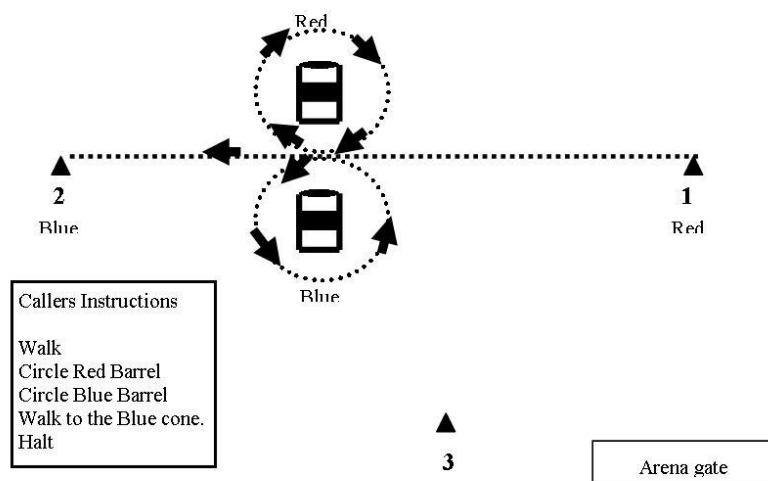 Red
2
1
Blue
Red
Blue
Callers Instructions
Walk
Circle Red Barrel
Circle Blue Barrel
Walk to the Blue cone.
Halt
3
Arena gate